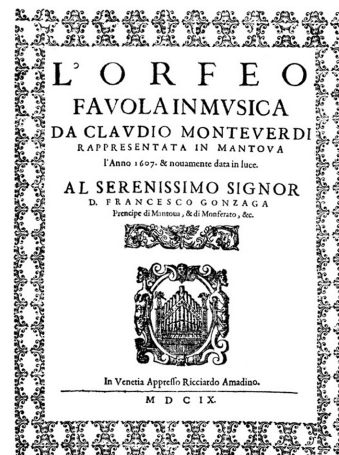 L'ORFEO
FAVOLA IN MVSICA
DA CLAVDIO MONTEVERDI
RAPPRESENTATA IN MANTOVA
l'Anno 1607. & nouamente data in luce.
AL SERENISSIMO SIGNOR
D. FRANCESCO GONZAGA
Prencipe di Mantoua, & di Monferato, &c.
In Venetia Appreſſo Ricciardo Amadino.
M D C IX.